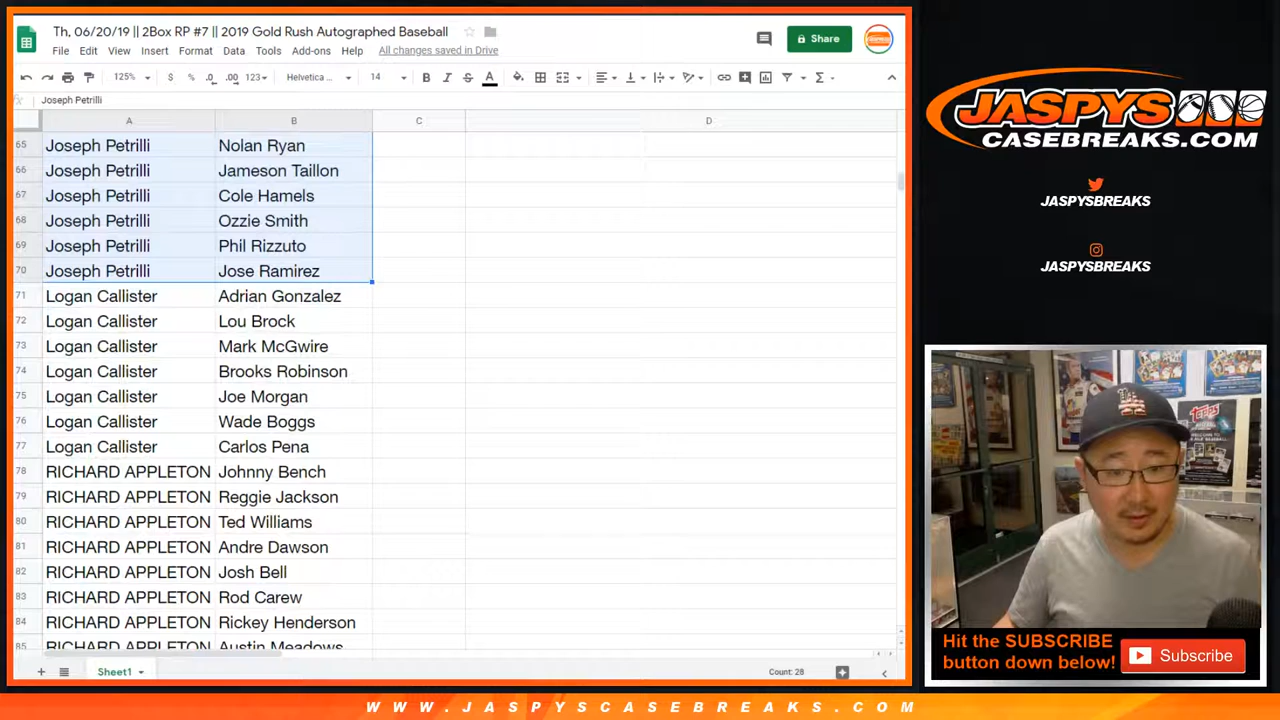 Th, 06/20/19 || 2Box RP #7 || 2019 Gold Rush Autographed Baseball
File Edit View Insert Format Data Tools Add-ons Help All changes saved in Drive
Share
125% $ % .0 .00 123 Helvetica ... 14 B I S A
fx Joseph Petrilli
A B C D
65 Joseph Petrilli Nolan Ryan
66 Joseph Petrilli Jameson Taillon
67 Joseph Petrilli Cole Hamels
68 Joseph Petrilli Ozzie Smith
69 Joseph Petrilli Phil Rizzuto
70 Joseph Petrilli Jose Ramirez
71 Logan Callister Adrian Gonzalez
72 Logan Callister Lou Brock
73 Logan Callister Mark McGwire
74 Logan Callister Brooks Robinson
75 Logan Callister Joe Morgan
76 Logan Callister Wade Boggs
77 Logan Callister Carlos Pena
78 RICHARD APPLETON Johnny Bench
79 RICHARD APPLETON Reggie Jackson
80 RICHARD APPLETON Ted Williams
81 RICHARD APPLETON Andre Dawson
82 RICHARD APPLETON Josh Bell
83 RICHARD APPLETON Rod Carew
84 RICHARD APPLETON Rickey Henderson
85 RICHARD APPLETON Austin Meadows
Sheet1
Count: 28
JASPYS
CASEBREAKS.COM
JASPYSBREAKS
JASPYSBREAKS
Topps
Hit the SUBSCRIBE
button down below!
Subscribe
WWW.JASPYSCASEBREAKS.COM